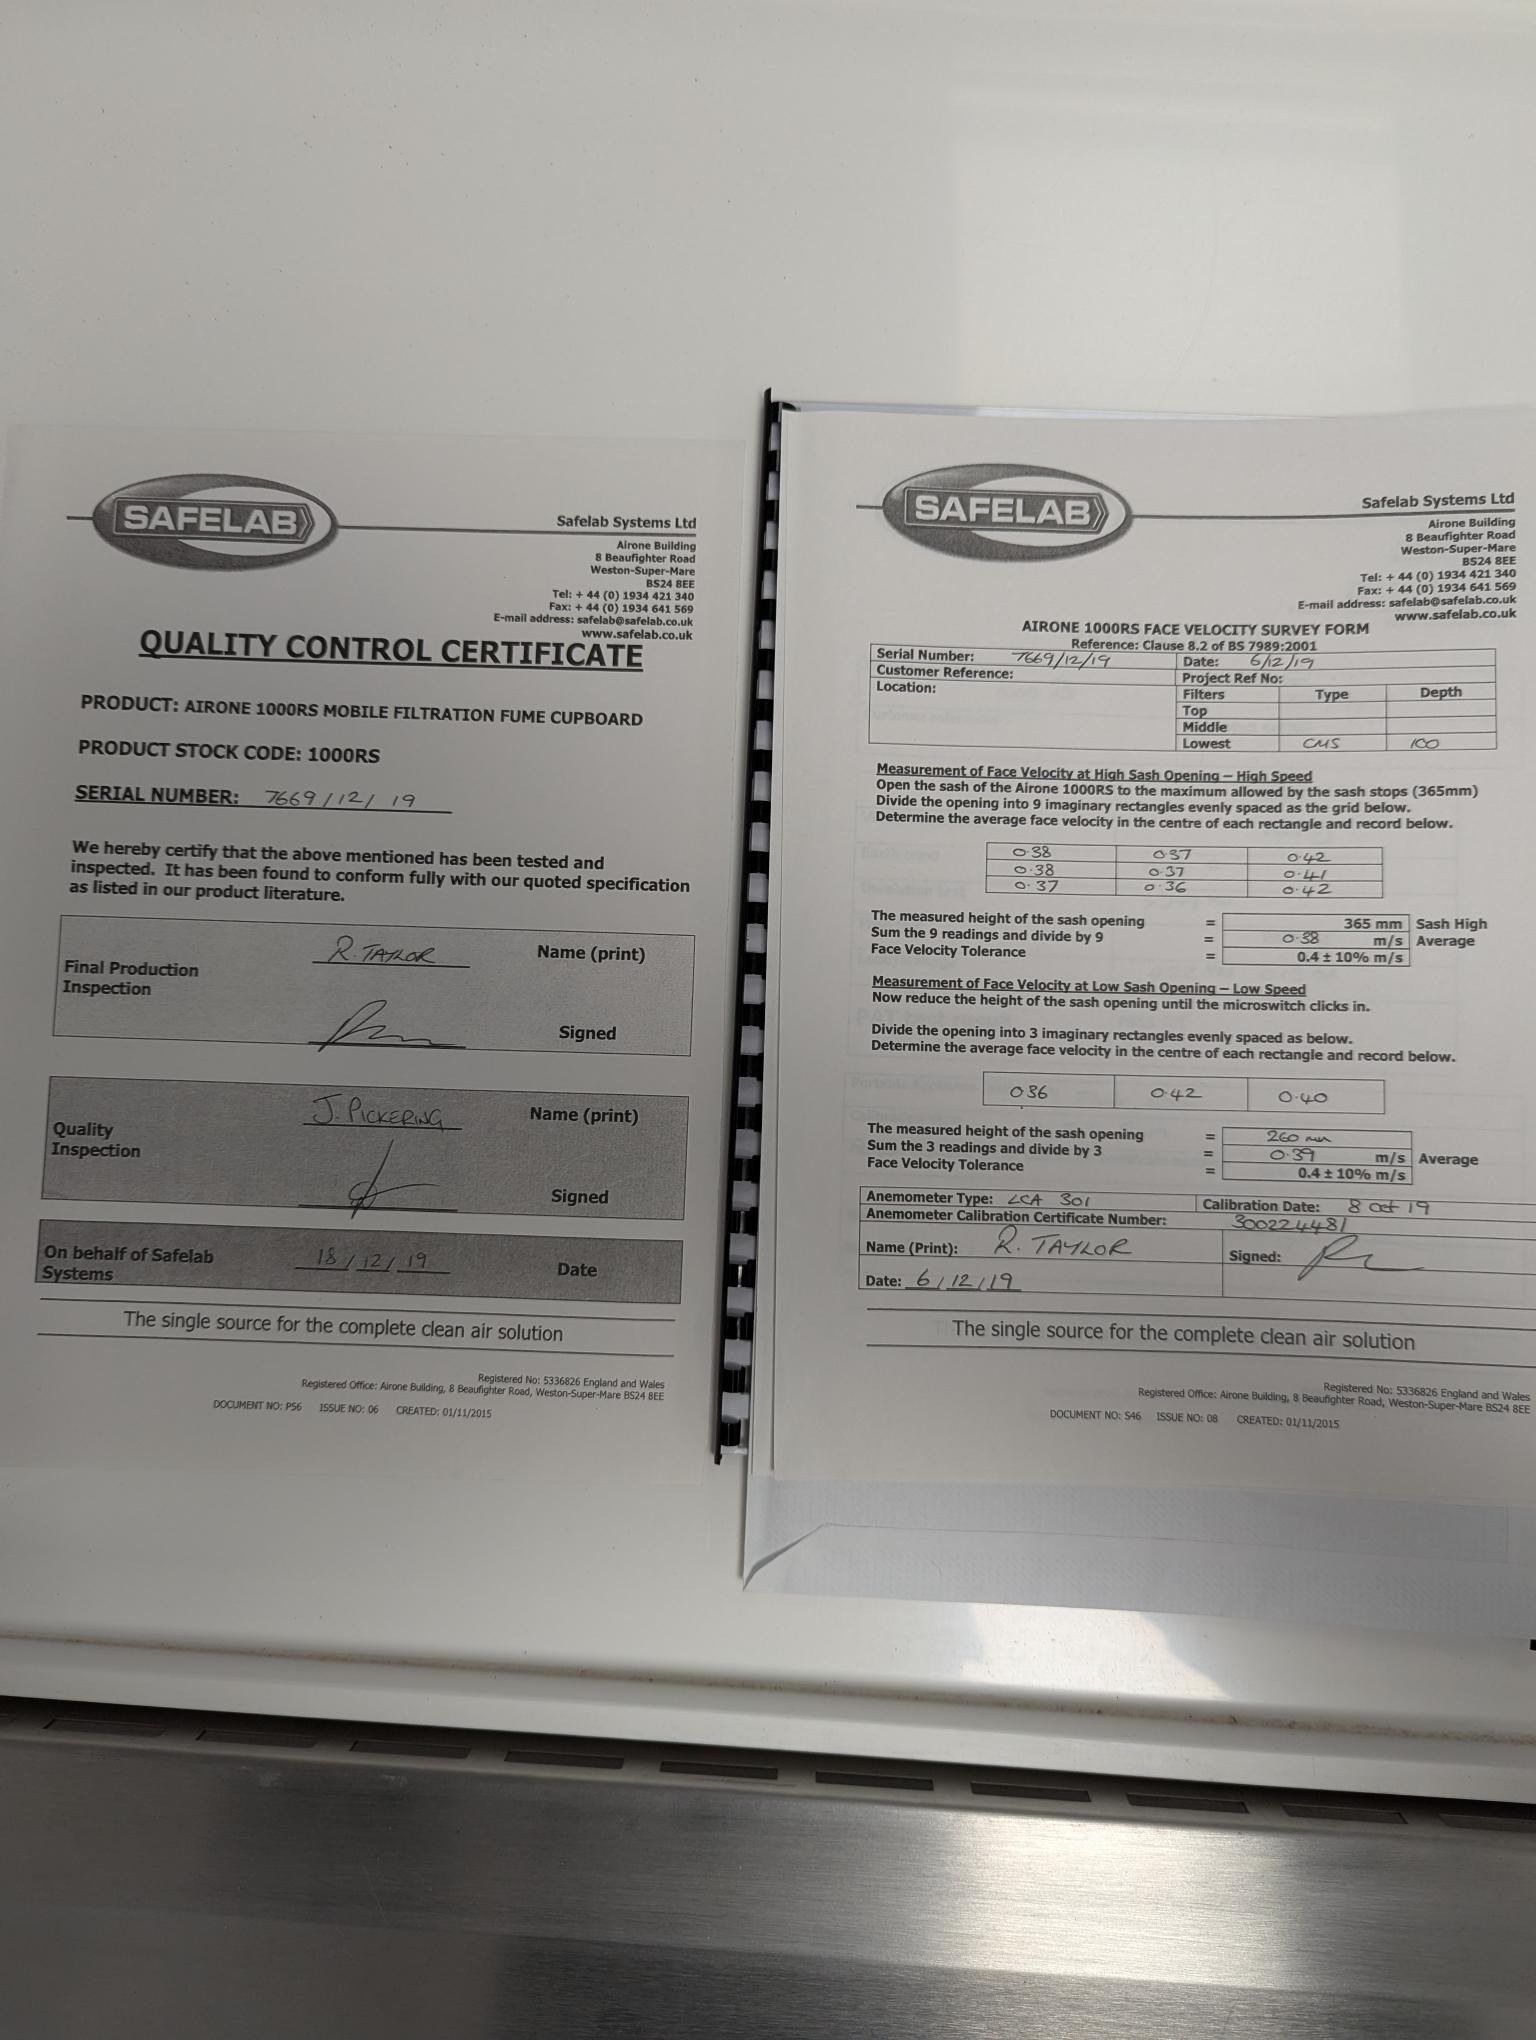 SAFELAB
Safelab Systems Ltd
Airone Building
8 Beaufighter Road
Weston-Super-Mare
BS24 8EE
Tel: + 44 (0) 1934 421 340
Fax: + 44 (0) 1934 641 569
E-mail address: safelab@safelab.co.uk
www.safelab.co.uk
QUALITY CONTROL CERTIFICATE
PRODUCT: AIRONE 1000RS MOBILE FILTRATION FUME CUPBOARD
PRODUCT STOCK CODE: 1000RS
SERIAL NUMBER: 7669/12/19
We hereby certify that the above mentioned has been tested and
inspected. It has been found to conform fully with our quoted specification
as listed in our product literature.
R. TAYLOR Name (print)
Final Production
Inspection
Signed
J. PICKERING Name (print)
Quality
Inspection
Signed
On behalf of Safelab
Systems
18/12/19 Date
The single source for the complete clean air solution
Registered No: 5336826 England and Wales
Registered Office: Airone Building, 8 Beaufighter Road, Weston-Super-Mare BS24 8EE
DOCUMENT NO: P56 ISSUE NO: 06 CREATED: 01/11/2015
SAFELAB
Safelab Systems Ltd
Airone Building
8 Beaufighter Road
Weston-Super-Mare
BS24 8EE
Tel: + 44 (0) 1934 421 340
Fax: + 44 (0) 1934 641 569
E-mail address: safelab@safelab.co.uk
www.safelab.co.uk
AIRONE 1000RS FACE VELOCITY SURVEY FORM
Reference: Clause 8.2 of BS 7989:2001
Serial Number: 7669/12/19 Date: 6/12/19
Customer Reference: Project Ref No:
Location: Filters Type Depth
Top
Middle
Lowest CMS 100
Measurement of Face Velocity at High Sash Opening – High Speed
Open the sash of the Airone 1000RS to the maximum allowed by the sash stops (365mm)
Divide the opening into 9 imaginary rectangles evenly spaced as the grid below.
Determine the average face velocity in the centre of each rectangle and record below.
0.38 0.37 0.42
0.38 0.37 0.41
0.37 0.36 0.42
The measured height of the sash opening = 365 mm Sash High
Sum the 9 readings and divide by 9 = 0.38 m/s Average
Face Velocity Tolerance = 0.4 ± 10% m/s
Measurement of Face Velocity at Low Sash Opening – Low Speed
Now reduce the height of the sash opening until the microswitch clicks in.
Divide the opening into 3 imaginary rectangles evenly spaced as below.
Determine the average face velocity in the centre of each rectangle and record below.
0.36 0.42 0.40
The measured height of the sash opening = 260 mm
Sum the 3 readings and divide by 3 = 0.39 m/s Average
Face Velocity Tolerance = 0.4 ± 10% m/s
Anemometer Type: LCA 301 Calibration Date: 8 oct 19
Anemometer Calibration Certificate Number: 300224481
Name (Print): R. TAYLOR Signed:
Date: 6/12/19
The single source for the complete clean air solution
Registered No: 5336826 England and Wales
Registered Office: Airone Building, 8 Beaufighter Road, Weston-Super-Mare BS24 8EE
DOCUMENT NO: S46 ISSUE NO: 08 CREATED: 01/11/2015